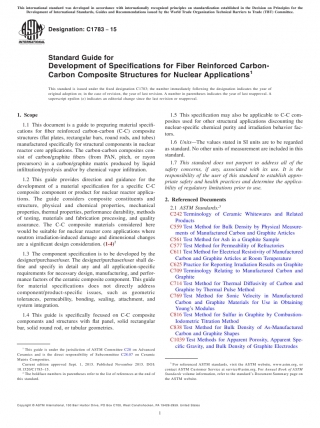 This international standard was developed in accordance with internationally recognized principles on standardization established in the Decision on Principles for the
Development of International Standards, Guides and Recommendations issued by the World Trade Organization Technical Barriers to Trade (TBT) Committee.
Designation: C1783 – 15
Standard Guide for
Development of Specifications for Fiber Reinforced Carbon-
Carbon Composite Structures for Nuclear Applications1
This standard is issued under the fixed designation C1783; the number immediately following the designation indicates the year of
original adoption or, in the case of revision, the year of last revision. A number in parentheses indicates the year of last reapproval. A
superscript epsilon (ε) indicates an editorial change since the last revision or reapproval.
1. Scope
1.1 This document is a guide to preparing material specifi-
cations for fiber reinforced carbon-carbon (C-C) composite
structures (flat plates, rectangular bars, round rods, and tubes)
manufactured specifically for structural components in nuclear
reactor core applications. The carbon-carbon composites con-
sist of carbon/graphite fibers (from PAN, pitch, or rayon
precursors) in a carbon/graphite matrix produced by liquid
infiltration/pyrolysis and/or by chemical vapor infiltration.
1.2 This guide provides direction and guidance for the
development of a material specification for a specific C-C
composite component or product for nuclear reactor applica-
tions. The guide considers composite constituents and
structure, physical and chemical properties, mechanical
properties, thermal properties, performance durability, methods
of testing, materials and fabrication processing, and quality
assurance. The C-C composite materials considered here
would be suitable for nuclear reactor core applications where
neutron irradiation-induced damage and dimensional changes
are a significant design consideration. (1-4)2
1.3 The component specification is to be developed by the
designer/purchaser/user. The designer/purchaser/user shall de-
fine and specify in detail any and all application-specific
requirements for necessary design, manufacturing, and perfor-
mance factors of the ceramic composite component. This guide
for material specifications does not directly address
component/product-specific issues, such as geometric
tolerances, permeability, bonding, sealing, attachment, and
system integration.
1.4 This guide is specifically focused on C-C composite
components and structures with flat panel, solid rectangular
bar, solid round rod, or tubular geometries.
1 This guide is under the jurisdiction of ASTM Committee C28 on Advanced
Ceramics and is the direct responsibility of Subcommittee C28.07 on Ceramic
Matrix Composites.
Current edition approved Sept. 1, 2015. Published November 2015. DOI:
10.1520/C1783–15.
2 The boldface numbers in parentheses refer to the list of references at the end of
this standard.
1.5 This specification may also be applicable to C-C com-
posites used for other structural applications discounting the
nuclear-specific chemical purity and irradiation behavior fac-
tors.
1.6 Units—The values stated in SI units are to be regarded
as standard. No other units of measurement are included in this
standard.
1.7 This standard does not purport to address all of the
safety concerns, if any, associated with its use. It is the
responsibility of the user of this standard to establish appro-
priate safety and health practices and determine the applica-
bility of regulatory limitations prior to use.
2. Referenced Documents
2.1 ASTM Standards:3
C242 Terminology of Ceramic Whitewares and Related
Products
C559 Test Method for Bulk Density by Physical Measure-
ments of Manufactured Carbon and Graphite Articles
C561 Test Method for Ash in a Graphite Sample
C577 Test Method for Permeability of Refractories
C611 Test Method for Electrical Resistivity of Manufactured
Carbon and Graphite Articles at Room Temperature
C625 Practice for Reporting Irradiation Results on Graphite
C709 Terminology Relating to Manufactured Carbon and
Graphite
C714 Test Method for Thermal Diffusivity of Carbon and
Graphite by Thermal Pulse Method
C769 Test Method for Sonic Velocity in Manufactured
Carbon and Graphite Materials for Use in Obtaining
Young's Modulus
C816 Test Method for Sulfur in Graphite by Combustion-
Iodometric Titration Method
C838 Test Method for Bulk Density of As-Manufactured
Carbon and Graphite Shapes
C1039 Test Methods for Apparent Porosity, Apparent Spe-
cific Gravity, and Bulk Density of Graphite Electrodes
3 For referenced ASTM standards, visit the ASTM website, www.astm.org, or
contact ASTM Customer Service at service@astm.org. For Annual Book of ASTM
Standards volume information, refer to the standard's Document Summary page on
the ASTM website.
Copyright © ASTM International, 100 Barr Harbor Drive, PO Box C700, West Conshohocken, PA 19428-2959. United States
1